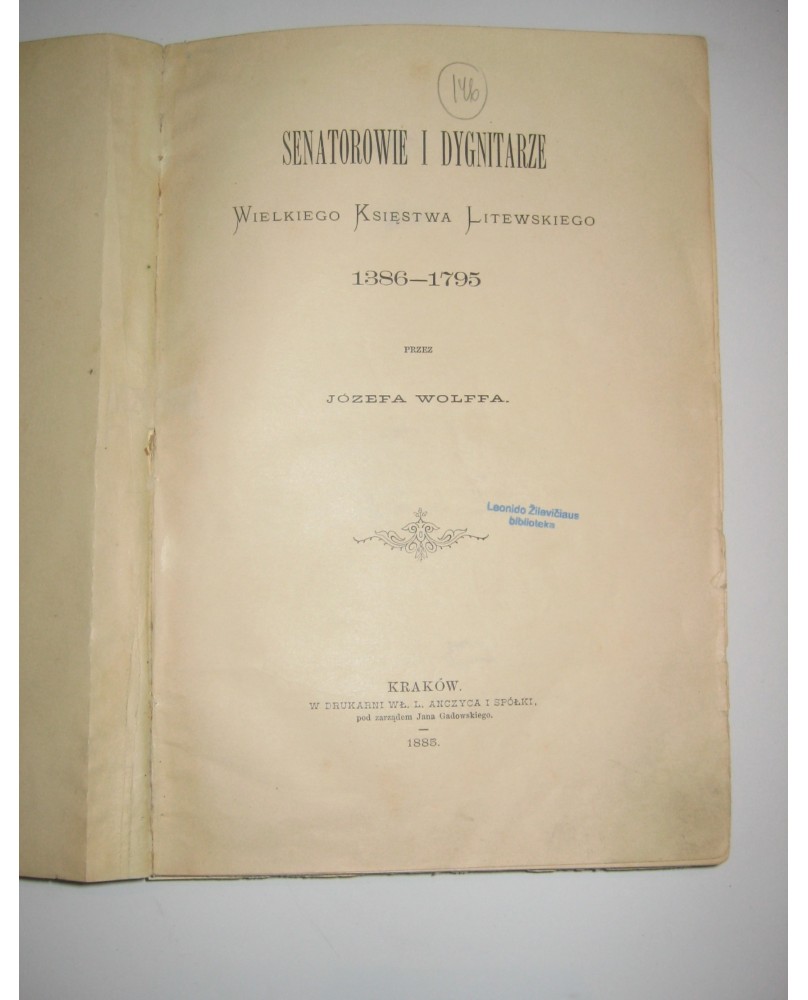 146
SENATOROWIE I DYGNITARZE
WIELKIEGO KSIĘSTWA LITEWSKIEGO
1386—1795
PRZEZ
JÓZEFA WOLFFA.
Leonido Žilevičiaus
biblioteka
KRAKÓW.
W DRUKARNI WŁ. L. ANCZYCA I SPÓŁKI,
pod zarządem Jana Gadowskiego.
1885.